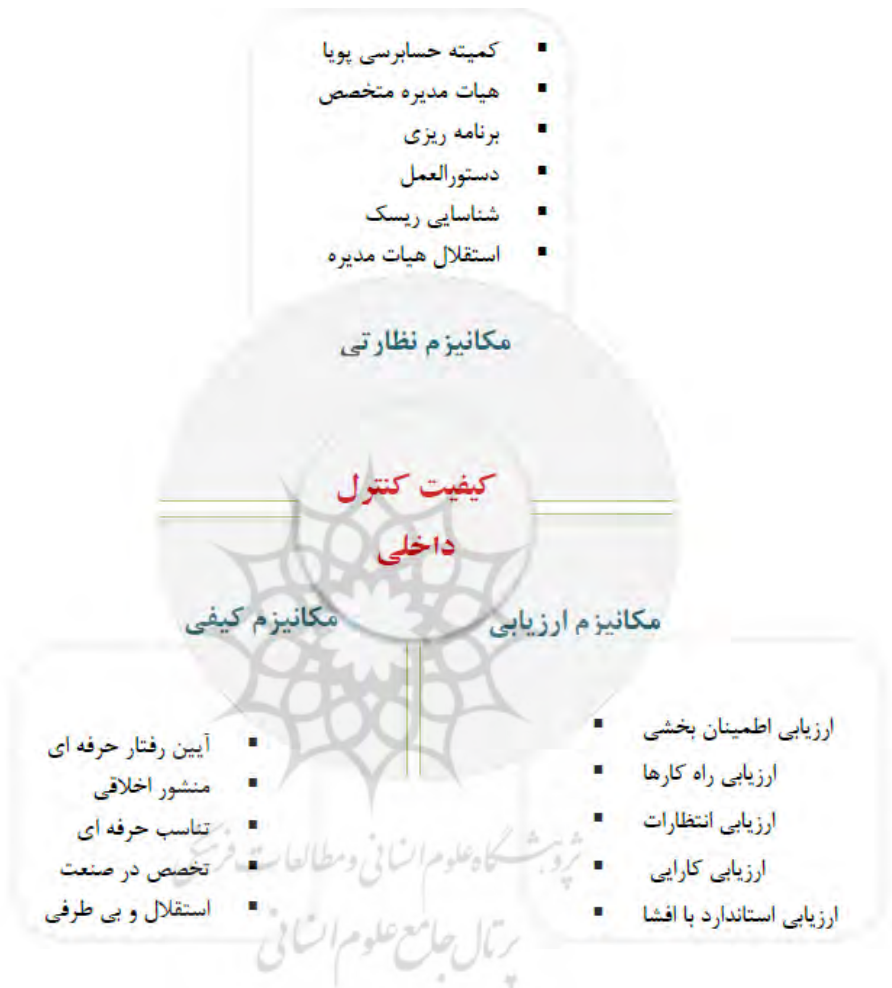 ▪ کمیته حسابرسی پویا
▪ هیات مدیره متخصص
▪ برنامه ریزی
▪ دستورالعمل
▪ شناسایی ریسک
▪ استقلال هیات مدیره
مکانیزم نظارتی
کیفیت کنترل
داخلی
مکانیزم ارزیابی
مکانیزم کیفی
▪ ارزیابی اطمینان بخشی
▪ ارزیابی راه کارها
▪ ارزیابی انتظارات
▪ ارزیابی کارایی
▪ ارزیابی استاندارد با افشا
▪ آیین رفتار حرفه ای
▪ منشور اخلاقی
▪ تناسب حرفه ای
▪ تخصص در صنعت
▪ استقلال و بی طرفی
پژوهشگاه علوم انسانی و مطالعات فرهنگی
پرتال جامع علوم انسانی